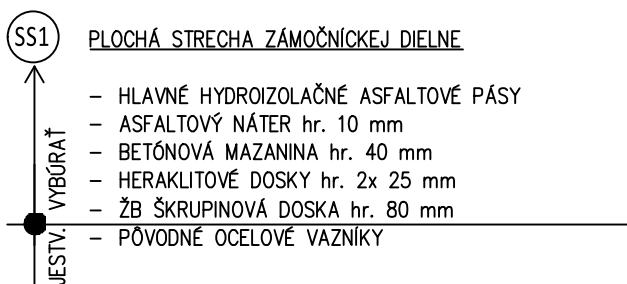 SS1
PLOCHÁ STRECHA ZÁMOČNÍCKEJ DIELNE
- HLAVNÉ HYDROIZOLAČNÉ ASFALTOVÉ PÁSY
- ASFALTOVÝ NÁTER hr. 10 mm
- BETÓNOVÁ MAZANINA hr. 40 mm
- HERAKLITOVÉ DOSKY hr. 2x 25 mm
- ŽB ŠKRUPINOVÁ DOSKA hr. 80 mm
- PÔVODNÉ OCELOVÉ VAZNÍKY
VYBÚRAŤ
JESTV.